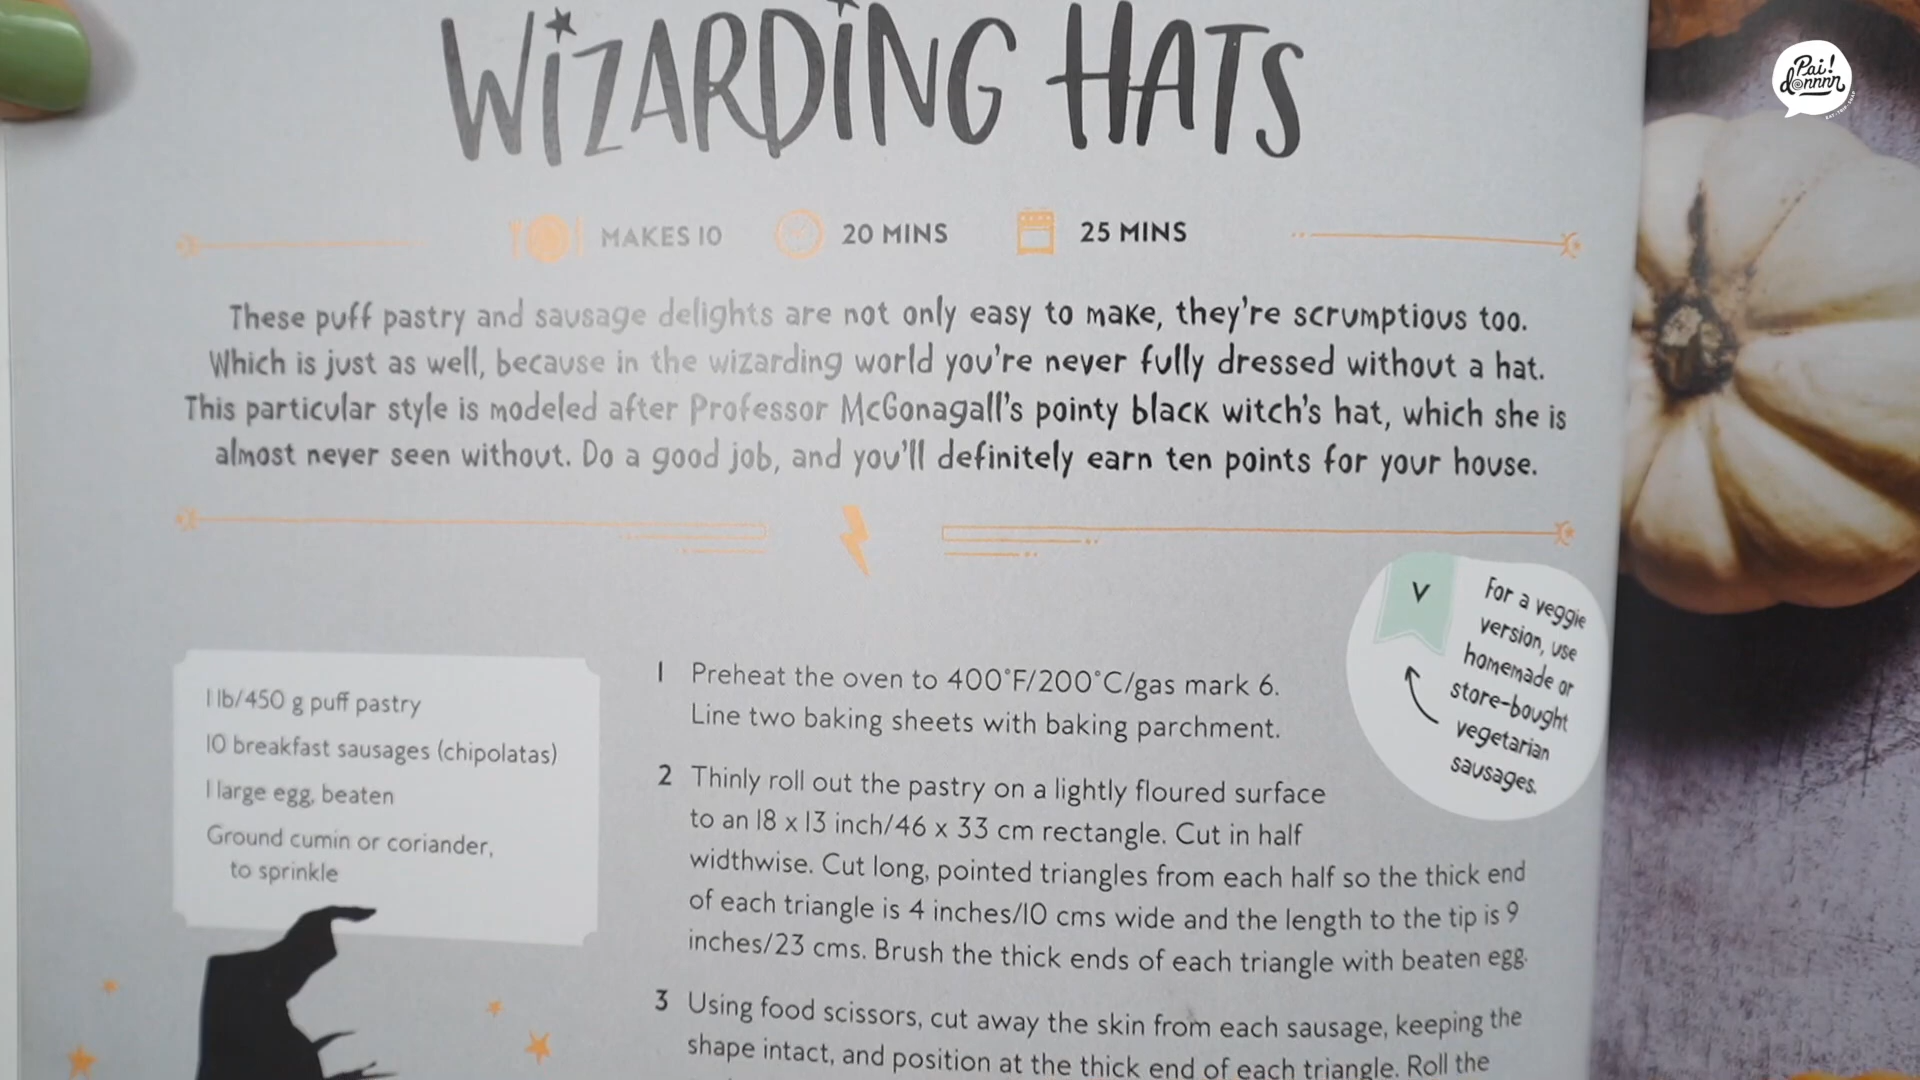 WiZARDiNG HATS
MAKES 10
20 MINS
25 MINS
These puff pastry and sausage delights are not only easy to make, they're scrumptious too.
Which is just as well, because in the wizarding world you're never fully dressed without a hat.
This particular style is modeled after Professor McGonagall's pointy black witch's hat, which she is
almost never seen without. Do a good job, and you'll definitely earn ten points for your house.
V
For a veggie
version, use
homemade or
store-bought
vegetarian
sausages.
1 lb/450 g puff pastry
10 breakfast sausages (chipolatas)
1 large egg, beaten
Ground cumin or coriander,
to sprinkle
1 Preheat the oven to 400°F/200°C/gas mark 6.
Line two baking sheets with baking parchment.
2 Thinly roll out the pastry on a lightly floured surface
to an 18 x 13 inch/46 x 33 cm rectangle. Cut in half
widthwise. Cut long, pointed triangles from each half so the thick end
of each triangle is 4 inches/10 cms wide and the length to the tip is 9
inches/23 cms. Brush the thick ends of each triangle with beaten egg.
3 Using food scissors, cut away the skin from each sausage, keeping the
shape intact, and position at the thick end of each triangle. Roll the
Pai!
donnnn